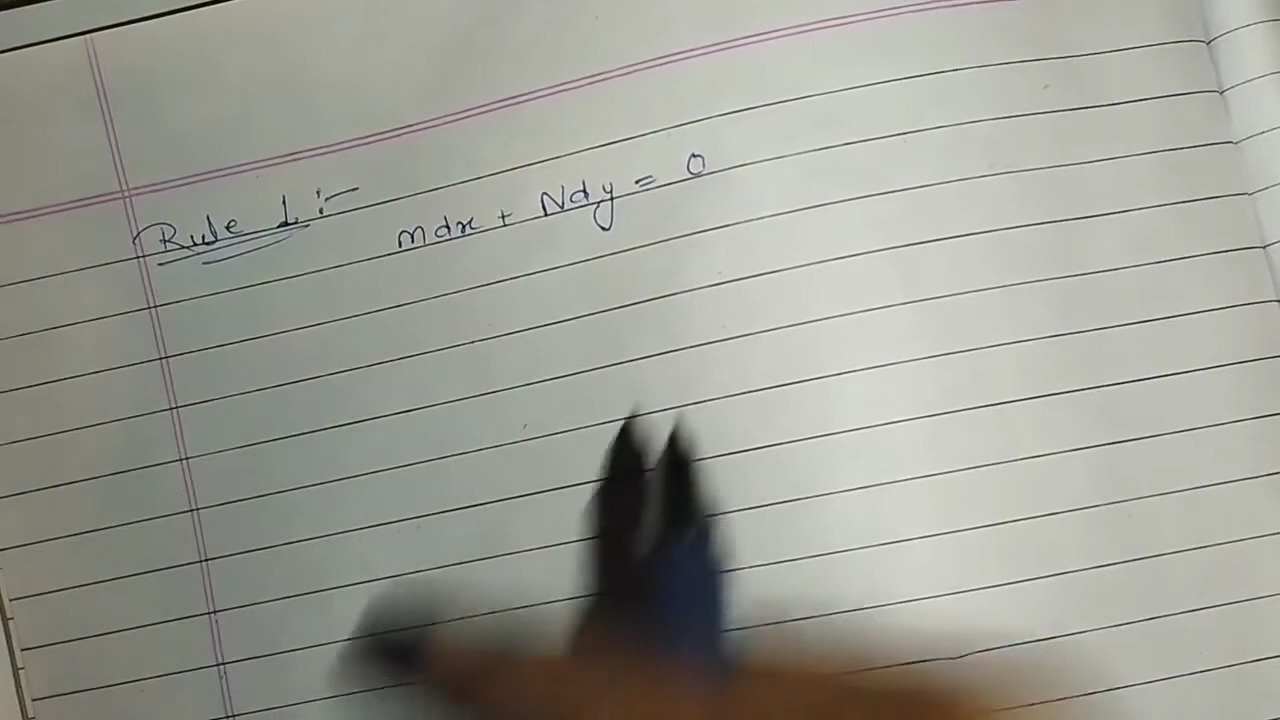 Rule 1 :- Mdx + Ndy = 0